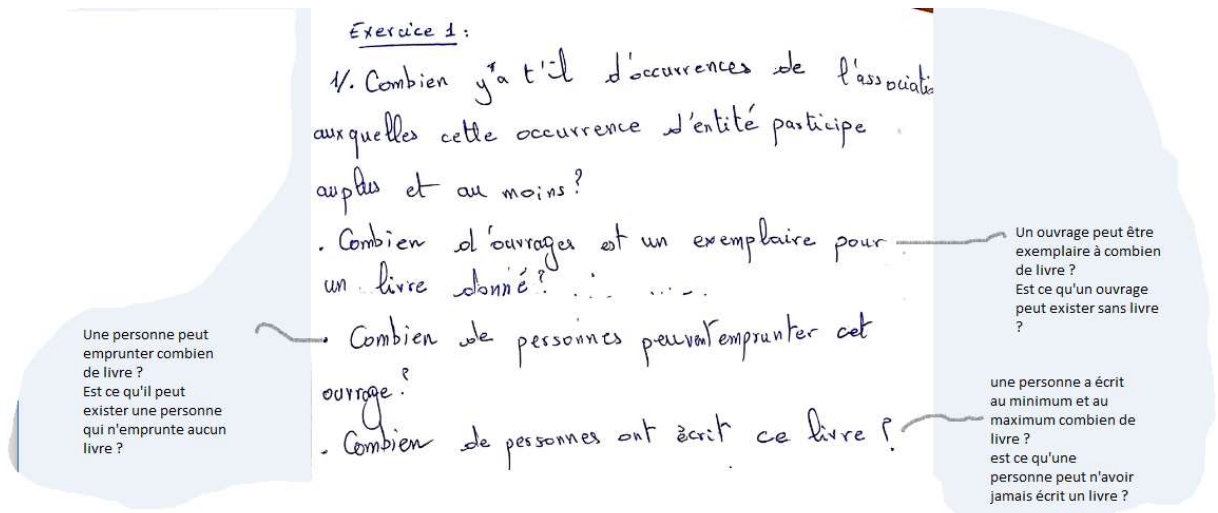 Exercice 1 :
1/. Combien y'a t'il d'occurrences de l'associati
auxquelles cette occurrence d'entité participe
auplus et au moins ?
. Combien d'ouvrages est un exemplaire pour
un livre donné ? . . . . . . .
. Combien de personnes peuvent emprunter cet
ouvrage ?
. Combien de personnes ont écrit ce livre ?
Un ouvrage peut être
exemplaire à combien
de livre ?
Est ce qu'un ouvrage
peut exister sans livre
?
Une personne peut
emprunter combien
de livre ?
Est ce qu'il peut
exister une personne
qui n'emprunte aucun
livre ?
une personne a écrit
au minimum et au
maximum combien de
livre ?
est ce qu'une
personne peut n'avoir
jamais écrit un livre ?